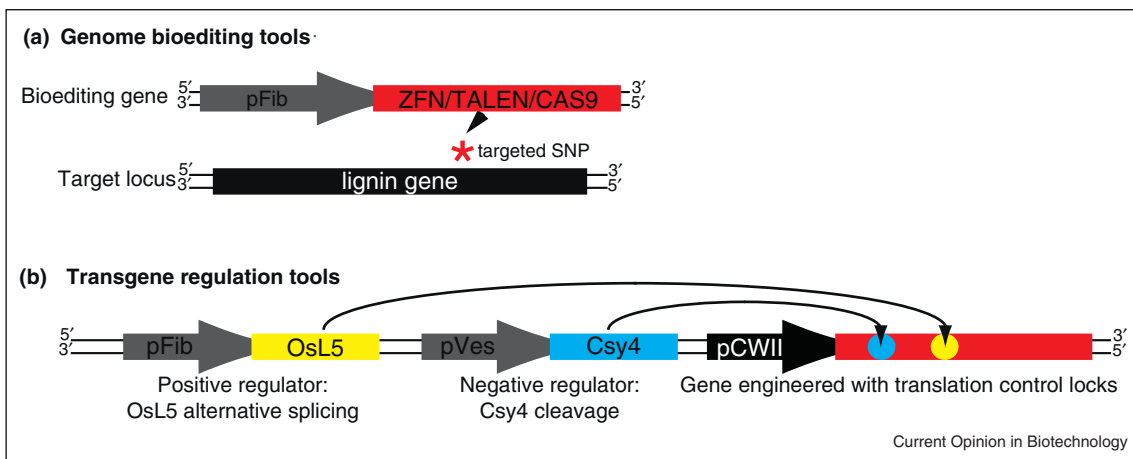 (a) Genome bioediting tools
Bioediting gene 5′ 3′ pFib ZFN/TALEN/CAS9 3′ 5′
* targeted SNP
Target locus 5′ 3′ lignin gene 3′ 5′
(b) Transgene regulation tools
5′ 3′ pFib OsL5 pVes Csy4 pCWII 3′ 5′
Positive regulator: Negative regulator: Gene engineered with translation control locks
OsL5 alternative splicing Csy4 cleavage
Current Opinion in Biotechnology